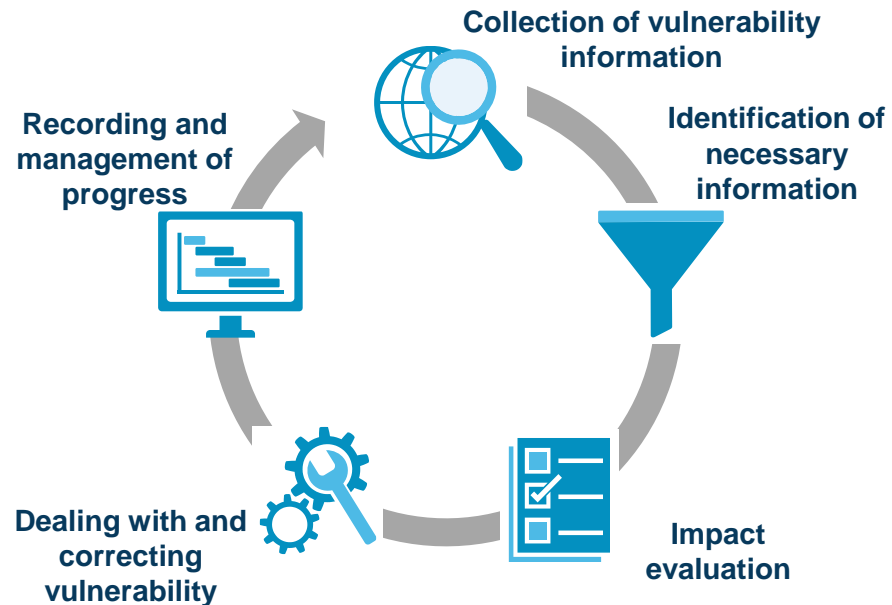 Collection of vulnerability
information
Identification of
necessary
information
Impact
evaluation
Dealing with and
correcting
vulnerability
Recording and
management of
progress